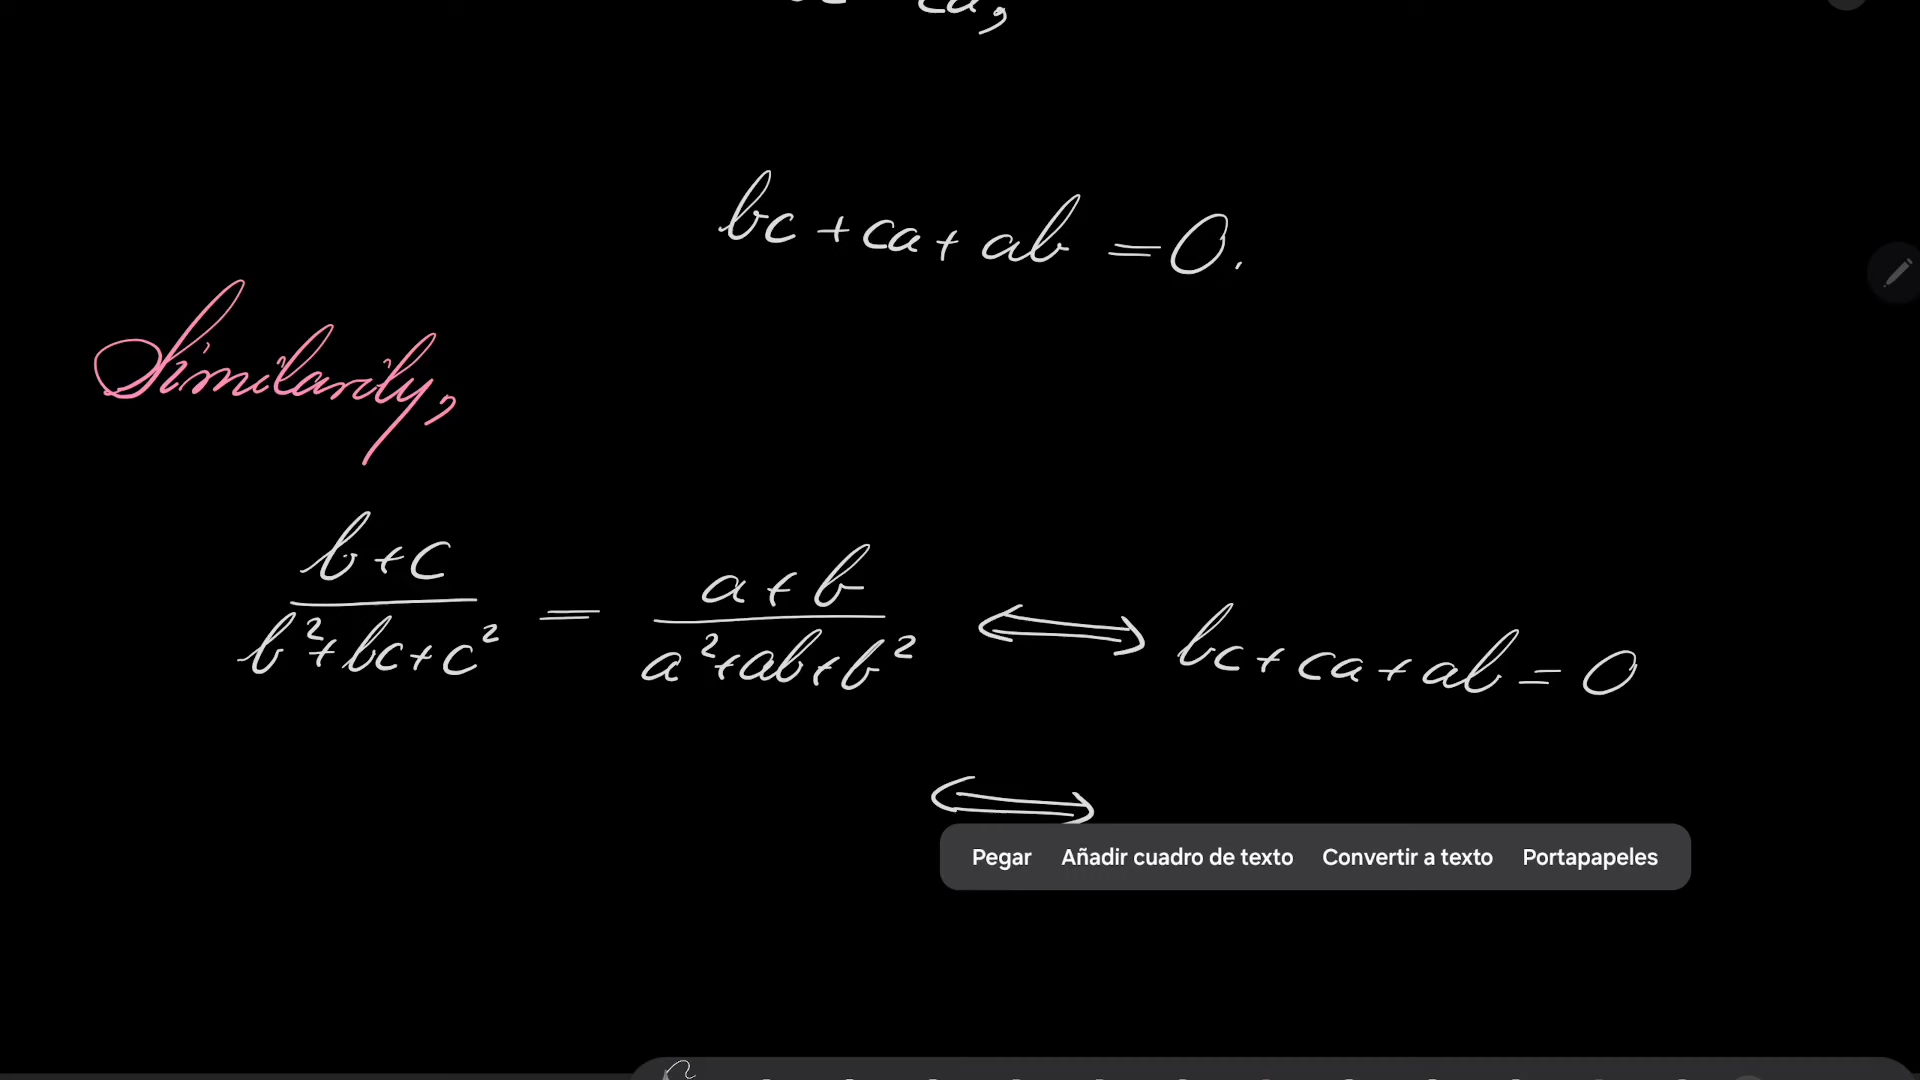 ca,
bc + ca + ab = 0.
Similarily,
b + c / b² + bc + c² = a + b / a² + ab + b² ⟺ bc + ca + ab = 0
⟺
Pegar Añadir cuadro de texto Convertir a texto Portapapeles